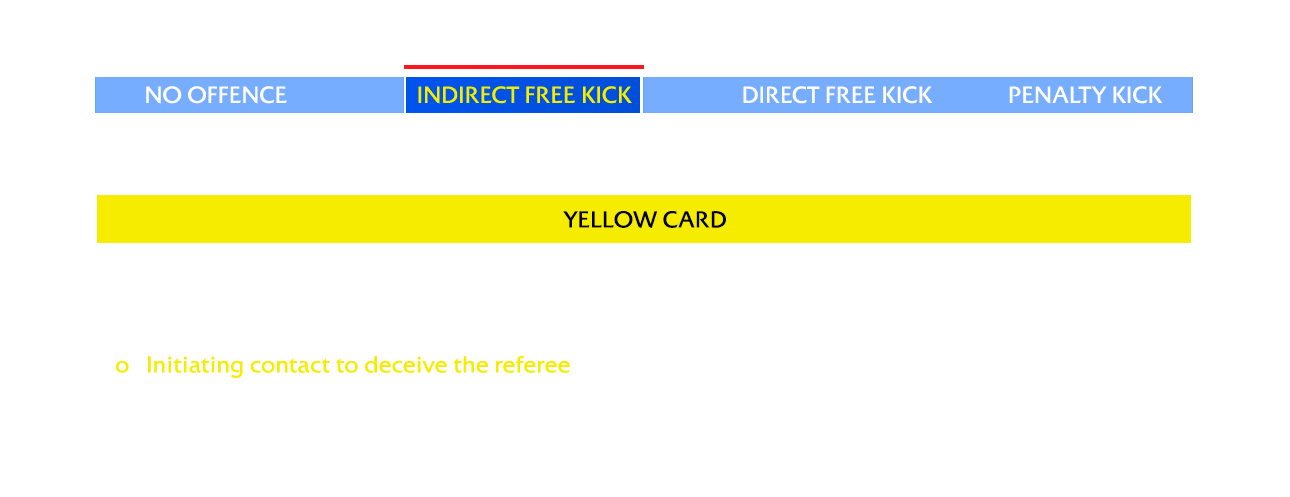 NO OFFENCE INDIRECT FREE KICK DIRECT FREE KICK PENALTY KICK
YELLOW CARD
o Initiating contact to deceive the referee